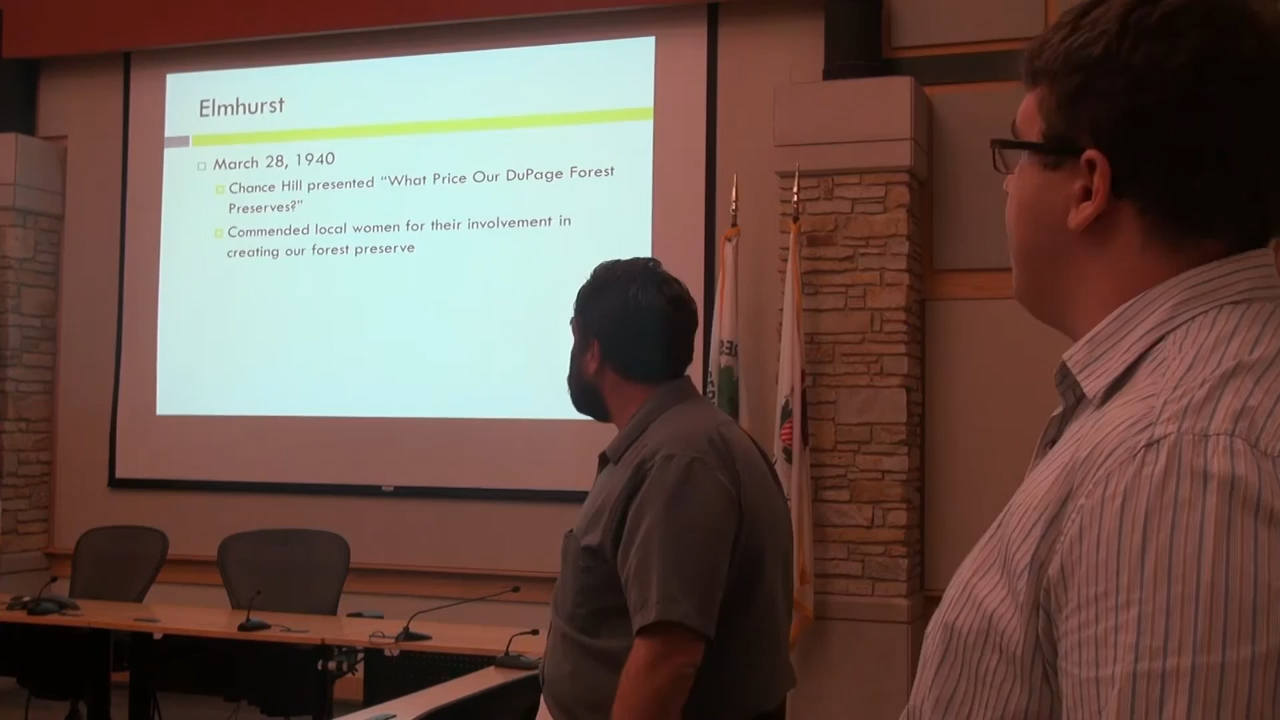 Elmhurst
March 28, 1940
Chance Hill presented "What Price Our DuPage Forest
Preserves?"
Commended local women for their involvement in
creating our forest preserve